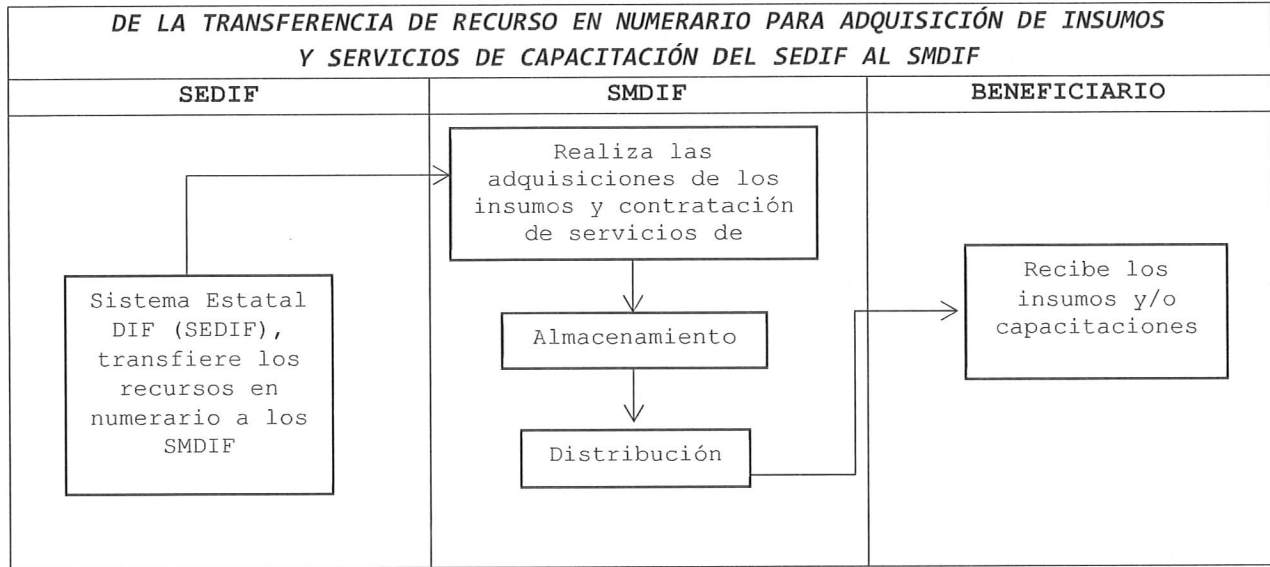 DE LA TRANSFERENCIA DE RECURSO EN NUMERARIO PARA ADQUISICIÓN DE INSUMOS
Y SERVICIOS DE CAPACITACIÓN DEL SEDIF AL SMDIF
SEDIF
SMDIF
BENEFICIARIO
Sistema Estatal
DIF (SEDIF),
transfiere los
recursos en
numerario a los
SMDIF
Realiza las
adquisiciones de los
insumos y contratación
de servicios de
Almacenamiento
Distribución
Recibe los
insumos y/o
capacitaciones